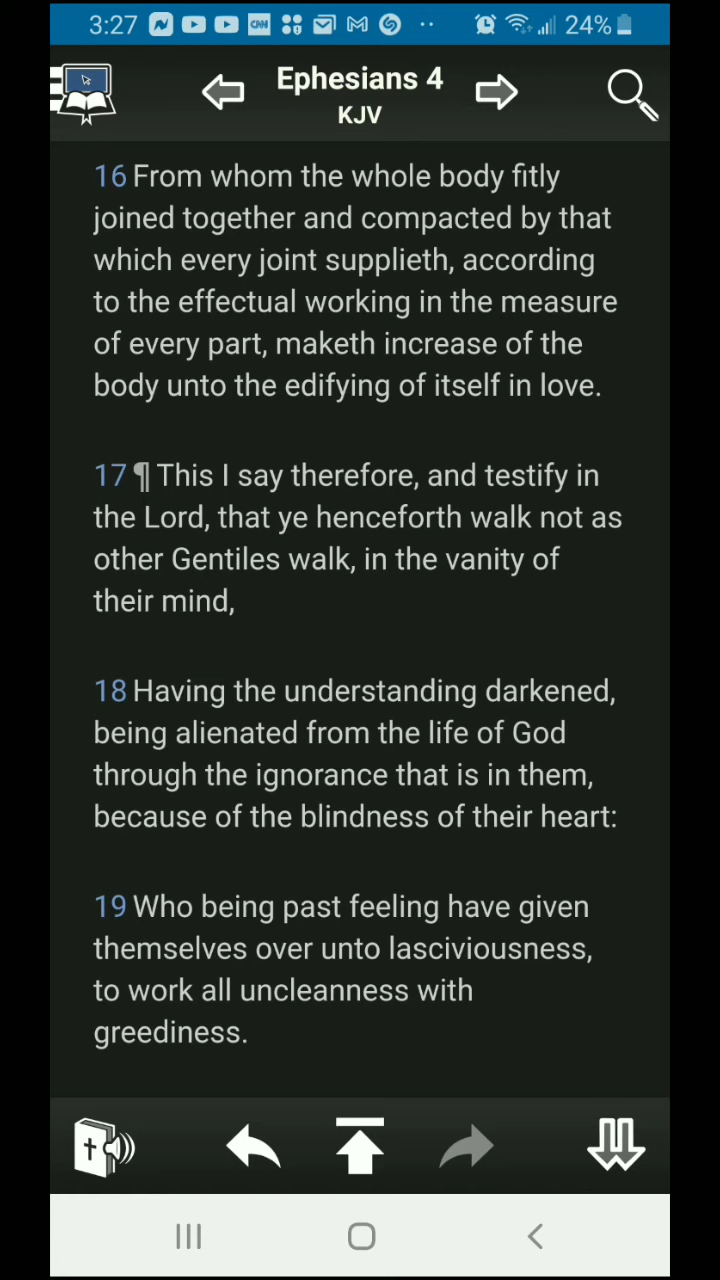 3:27
CNN
24%
Ephesians 4
KJV
16 From whom the whole body fitly
joined together and compacted by that
which every joint supplieth, according
to the effectual working in the measure
of every part, maketh increase of the
body unto the edifying of itself in love.
17 ¶ This I say therefore, and testify in
the Lord, that ye henceforth walk not as
other Gentiles walk, in the vanity of
their mind,
18 Having the understanding darkened,
being alienated from the life of God
through the ignorance that is in them,
because of the blindness of their heart:
19 Who being past feeling have given
themselves over unto lasciviousness,
to work all uncleanness with
greediness.